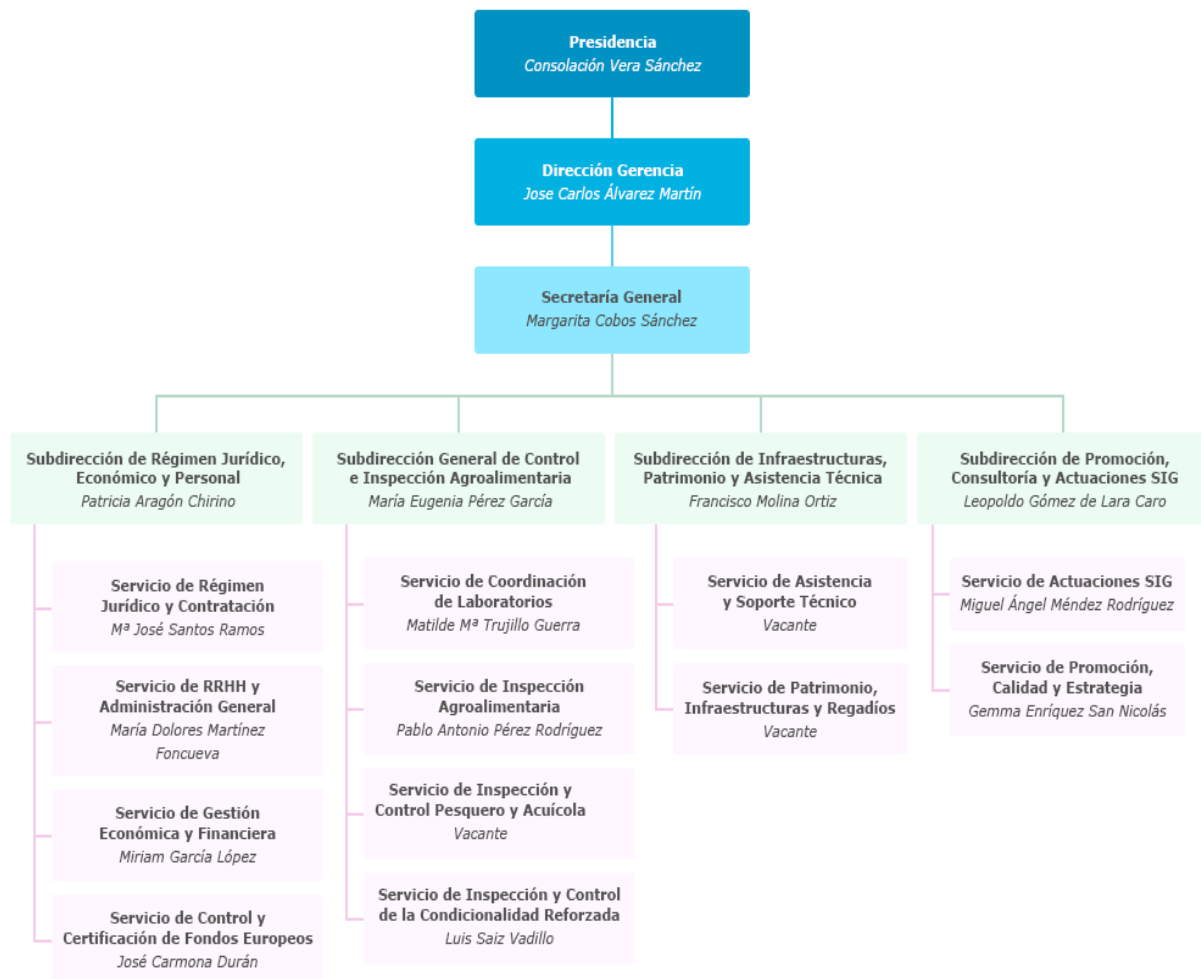 Presidencia
Consolación Vera Sánchez
Dirección Gerencia
Jose Carlos Álvarez Martín
Secretaría General
Margarita Cobos Sánchez
Subdirección de Régimen Jurídico,
Económico y Personal
Patricia Aragón Chirino
Servicio de Régimen
Jurídico y Contratación
Mª José Santos Ramos
Servicio de RRHH y
Administración General
María Dolores Martínez
Foncueva
Servicio de Gestión
Económica y Financiera
Miriam García López
Servicio de Control y
Certificación de Fondos Europeos
José Carmona Durán
Subdirección General de Control
e Inspección Agroalimentaria
María Eugenia Pérez García
Servicio de Coordinación
de Laboratorios
Matilde Mª Trujillo Guerra
Servicio de Inspección
Agroalimentaria
Pablo Antonio Pérez Rodríguez
Servicio de Inspección y
Control Pesquero y Acuícola
Vacante
Servicio de Inspección y Control
de la Condicionalidad Reforzada
Luis Saiz Vadillo
Subdirección de Infraestructuras,
Patrimonio y Asistencia Técnica
Francisco Molina Ortiz
Servicio de Asistencia
y Soporte Técnico
Vacante
Servicio de Patrimonio,
Infraestructuras y Regadíos
Vacante
Subdirección de Promoción,
Consultoría y Actuaciones SIG
Leopoldo Gómez de Lara Caro
Servicio de Actuaciones SIG
Miguel Ángel Méndez Rodríguez
Servicio de Promoción,
Calidad y Estrategia
Gemma Enríquez San Nicolás